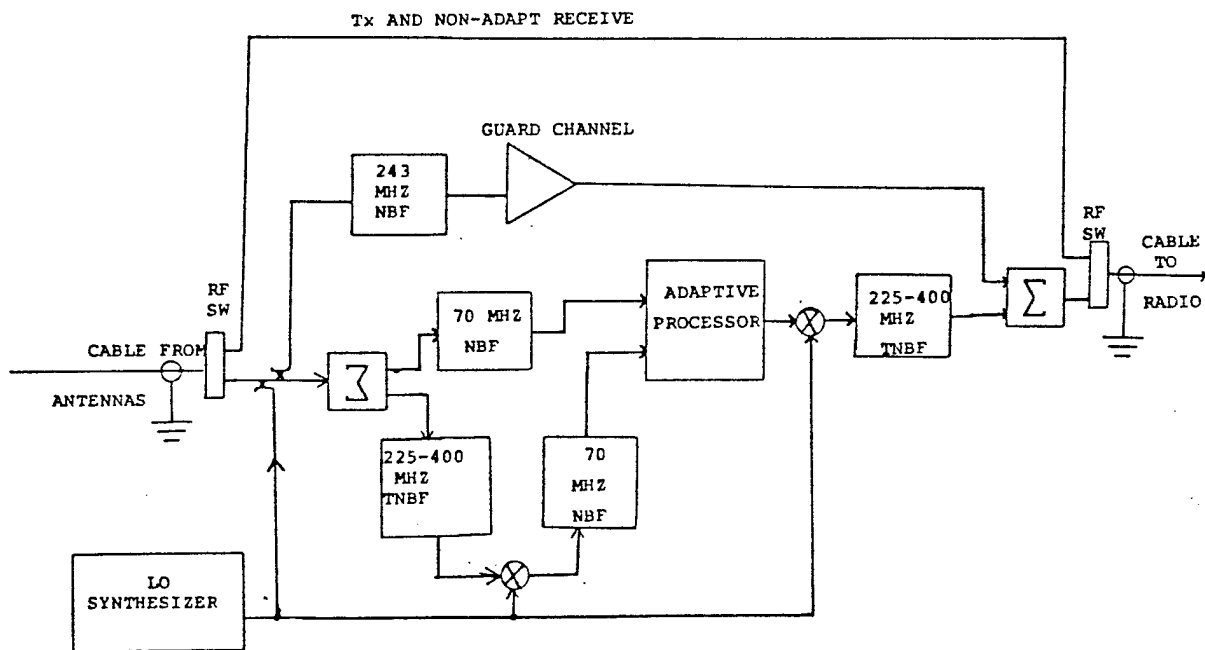 Tx AND NON-ADAPT RECEIVE
GUARD CHANNEL
243
MHZ
NBF
RF
SW
CABLE
TO
RADIO
RF
SW
CABLE FROM
ANTENNAS
Σ
70 MHZ
NBF
ADAPTIVE
PROCESSOR
225-400
MHZ
TNBF
Σ
225-400
MHZ
TNBF
70
MHZ
NBF
LO
SYNTHESIZER